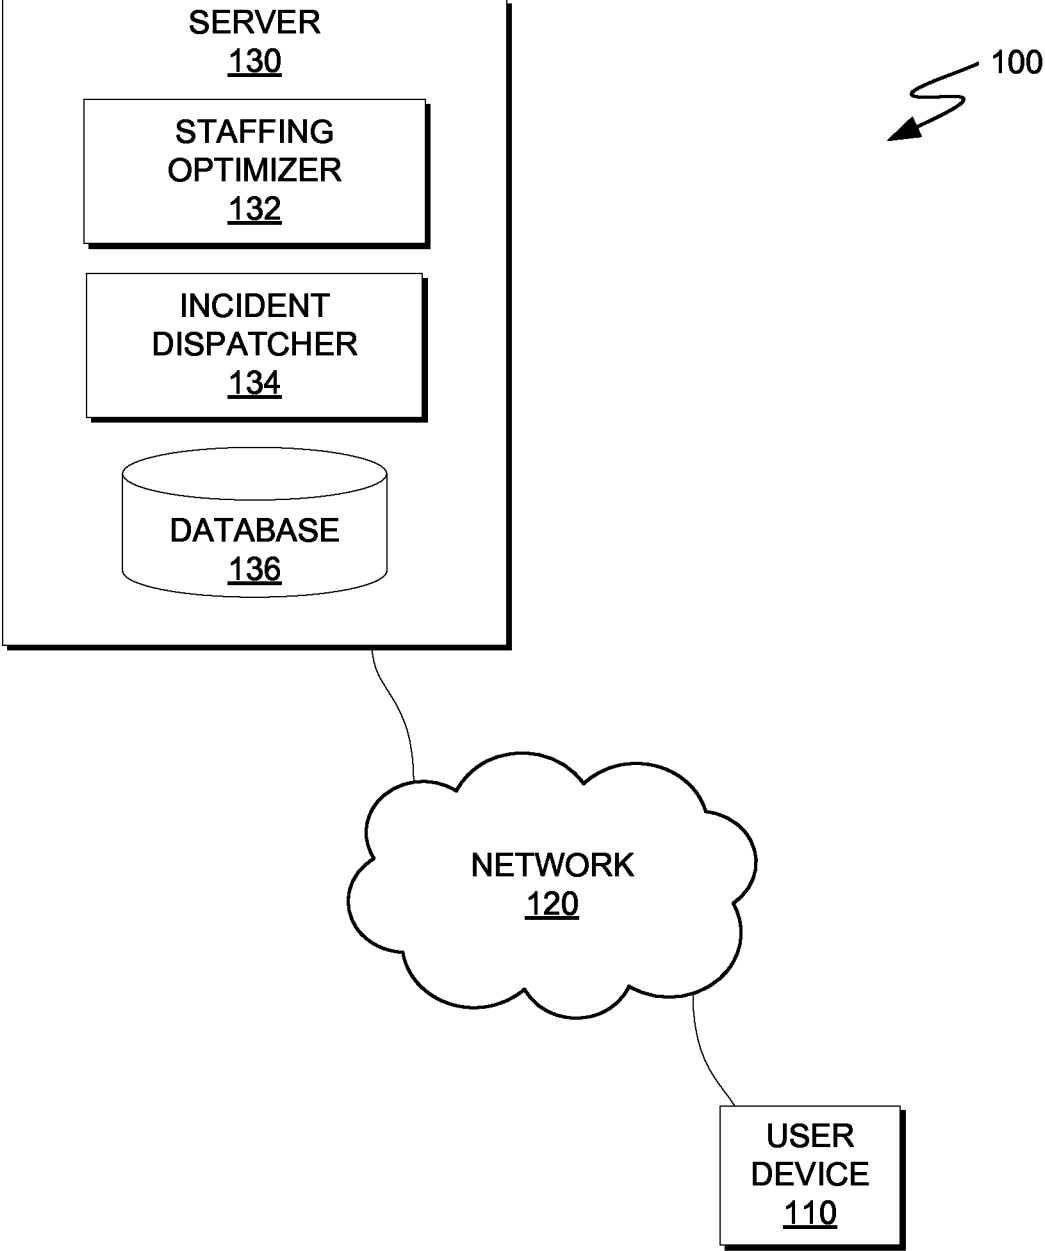 SERVER
130
100
STAFFING
OPTIMIZER
132
INCIDENT
DISPATCHER
134
DATABASE
136
NETWORK
120
USER
DEVICE
110